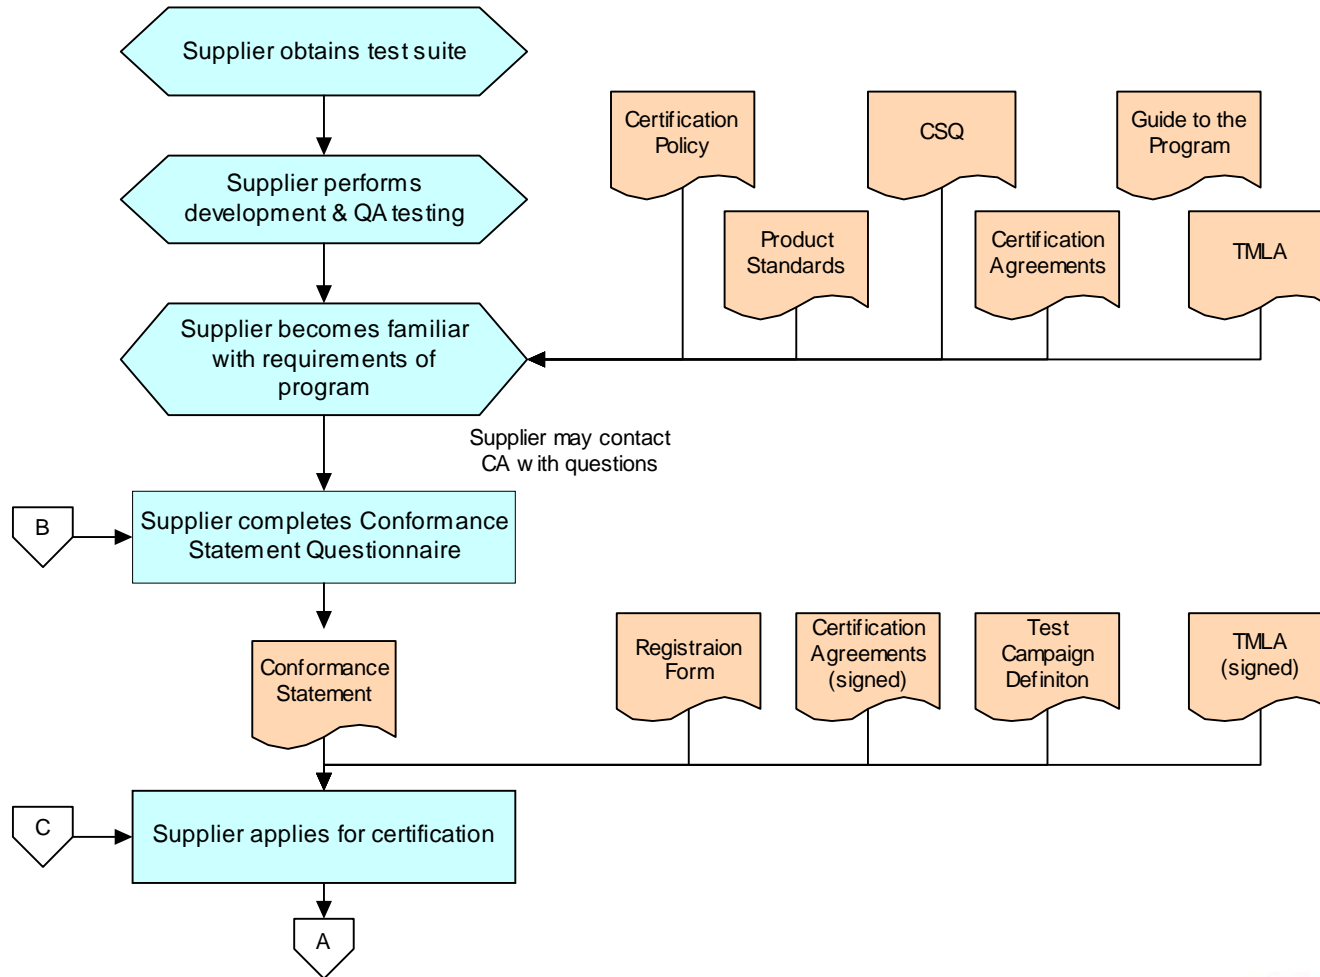 Supplier obtains test suite
Certification
Policy
CSQ
Guide to the
Program
Supplier performs
development & QA testing
Product
Standards
Certification
Agreements
TMLA
Supplier becomes familiar
with requirements of
program
Supplier may contact
CA with questions
B
Supplier completes Conformance
Statement Questionnaire
Conformance
Statement
Registraion
Form
Certification
Agreements
(signed)
Test
Campaign
Definiton
TMLA
(signed)
C
Supplier applies for certification
A